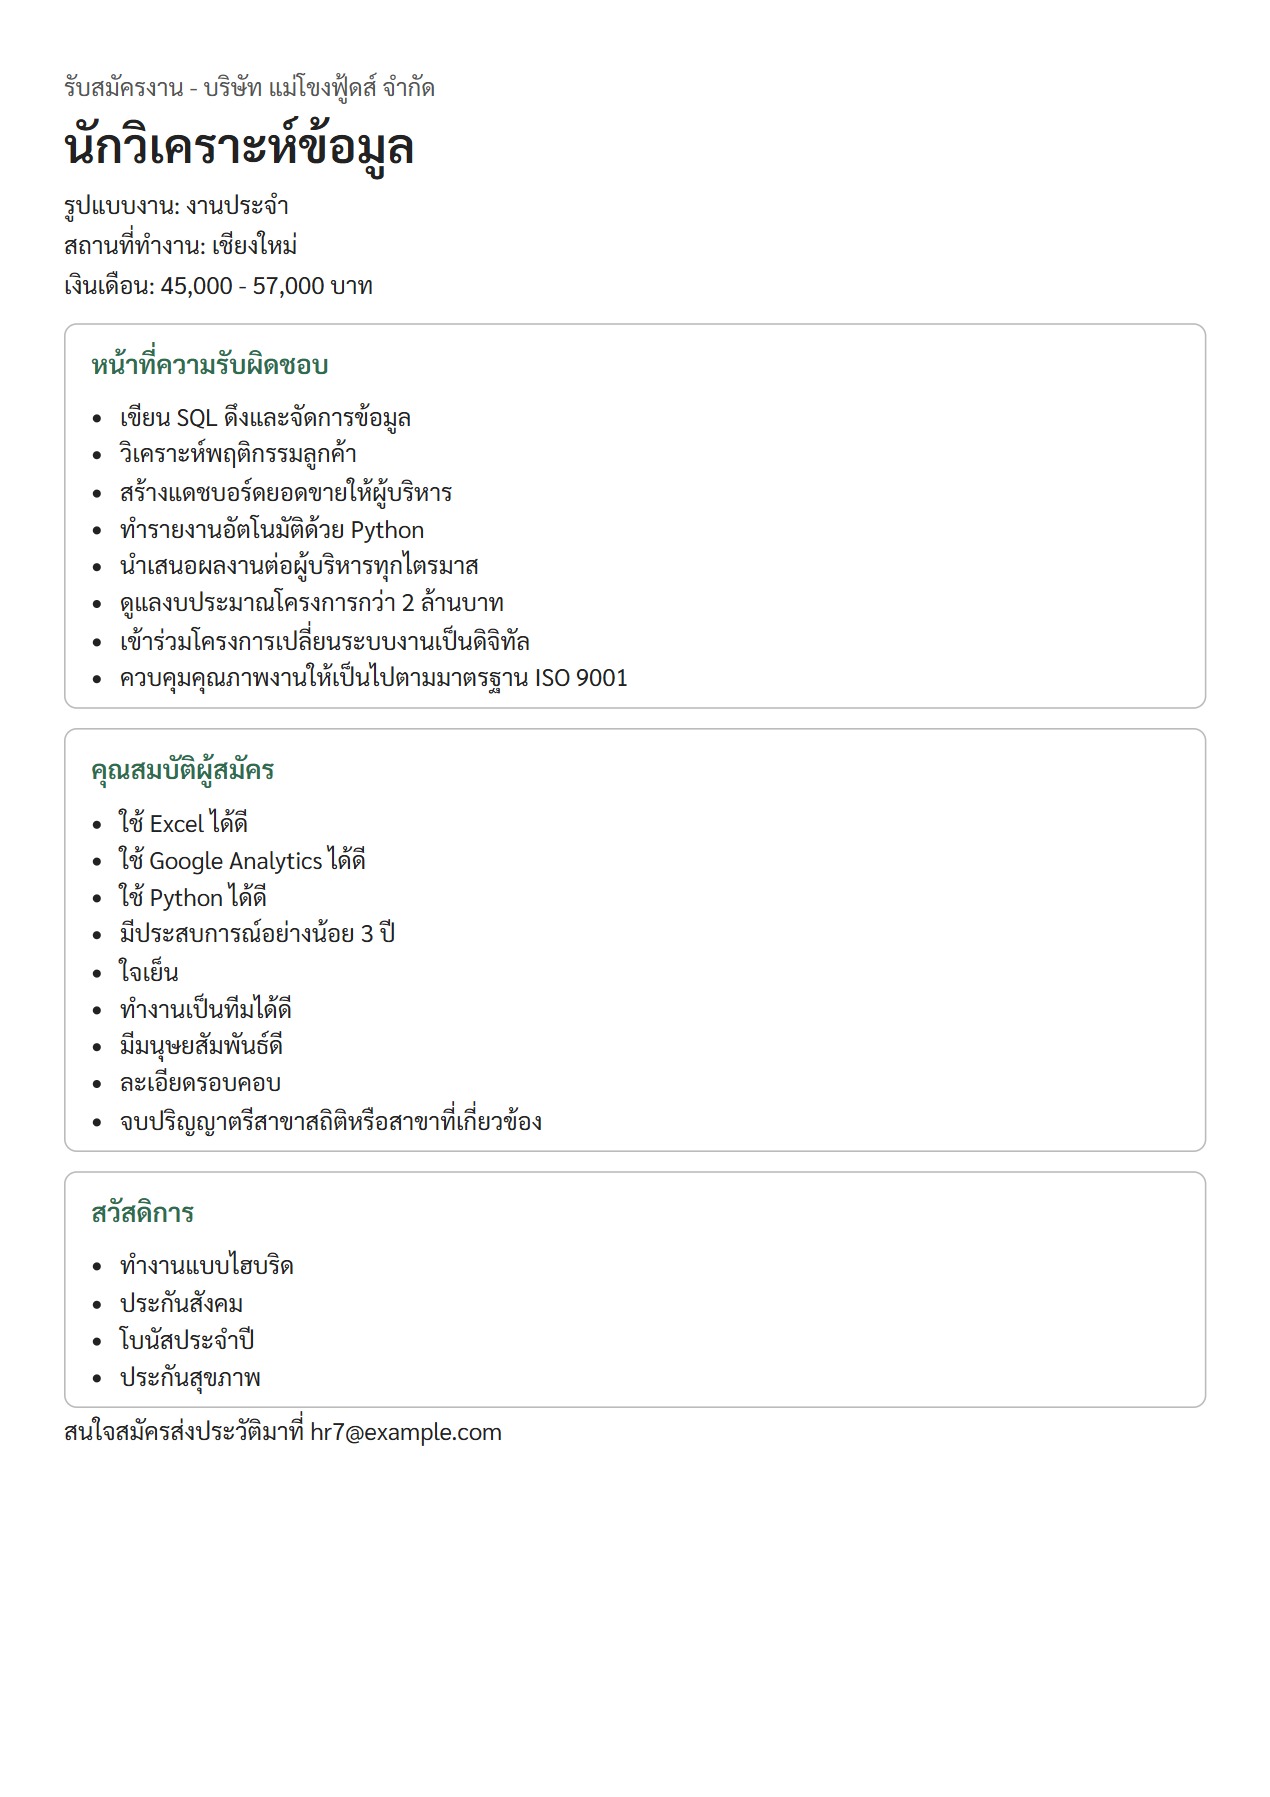 รับสมัครงาน - บริษัท แม่โขงฟู้ดส์ จำกัด
นักวิเคราะห์ข้อมูล
รูปแบบงาน: งานประจำ
สถานที่ทำงาน: เชียงใหม่
เงินเดือน: 45,000 - 57,000 บาท
หน้าที่ความรับผิดชอบ
• เขียน SQL ดึงและจัดการข้อมูล
• วิเคราะห์พฤติกรรมลูกค้า
• สร้างแดชบอร์ดยอดขายให้ผู้บริหาร
• ทำรายงานอัตโนมัติด้วย Python
• นำเสนอผลงานต่อผู้บริหารทุกไตรมาส
• ดูแลงบประมาณโครงการกว่า 2 ล้านบาท
• เข้าร่วมโครงการเปลี่ยนระบบงานเป็นดิจิทัล
• ควบคุมคุณภาพงานให้เป็นไปตามมาตรฐาน ISO 9001
คุณสมบัติผู้สมัคร
• ใช้ Excel ได้ดี
• ใช้ Google Analytics ได้ดี
• ใช้ Python ได้ดี
• มีประสบการณ์อย่างน้อย 3 ปี
• ใจเย็น
• ทำงานเป็นทีมได้ดี
• มีมนุษยสัมพันธ์ดี
• ละเอียดรอบคอบ
• จบปริญญาตรีสาขาสถิติหรือสาขาที่เกี่ยวข้อง
สวัสดิการ
• ทำงานแบบไฮบริด
• ประกันสังคม
• โบนัสประจำปี
• ประกันสุขภาพ
สนใจสมัครส่งประวัติมาที่ hr7@example.com